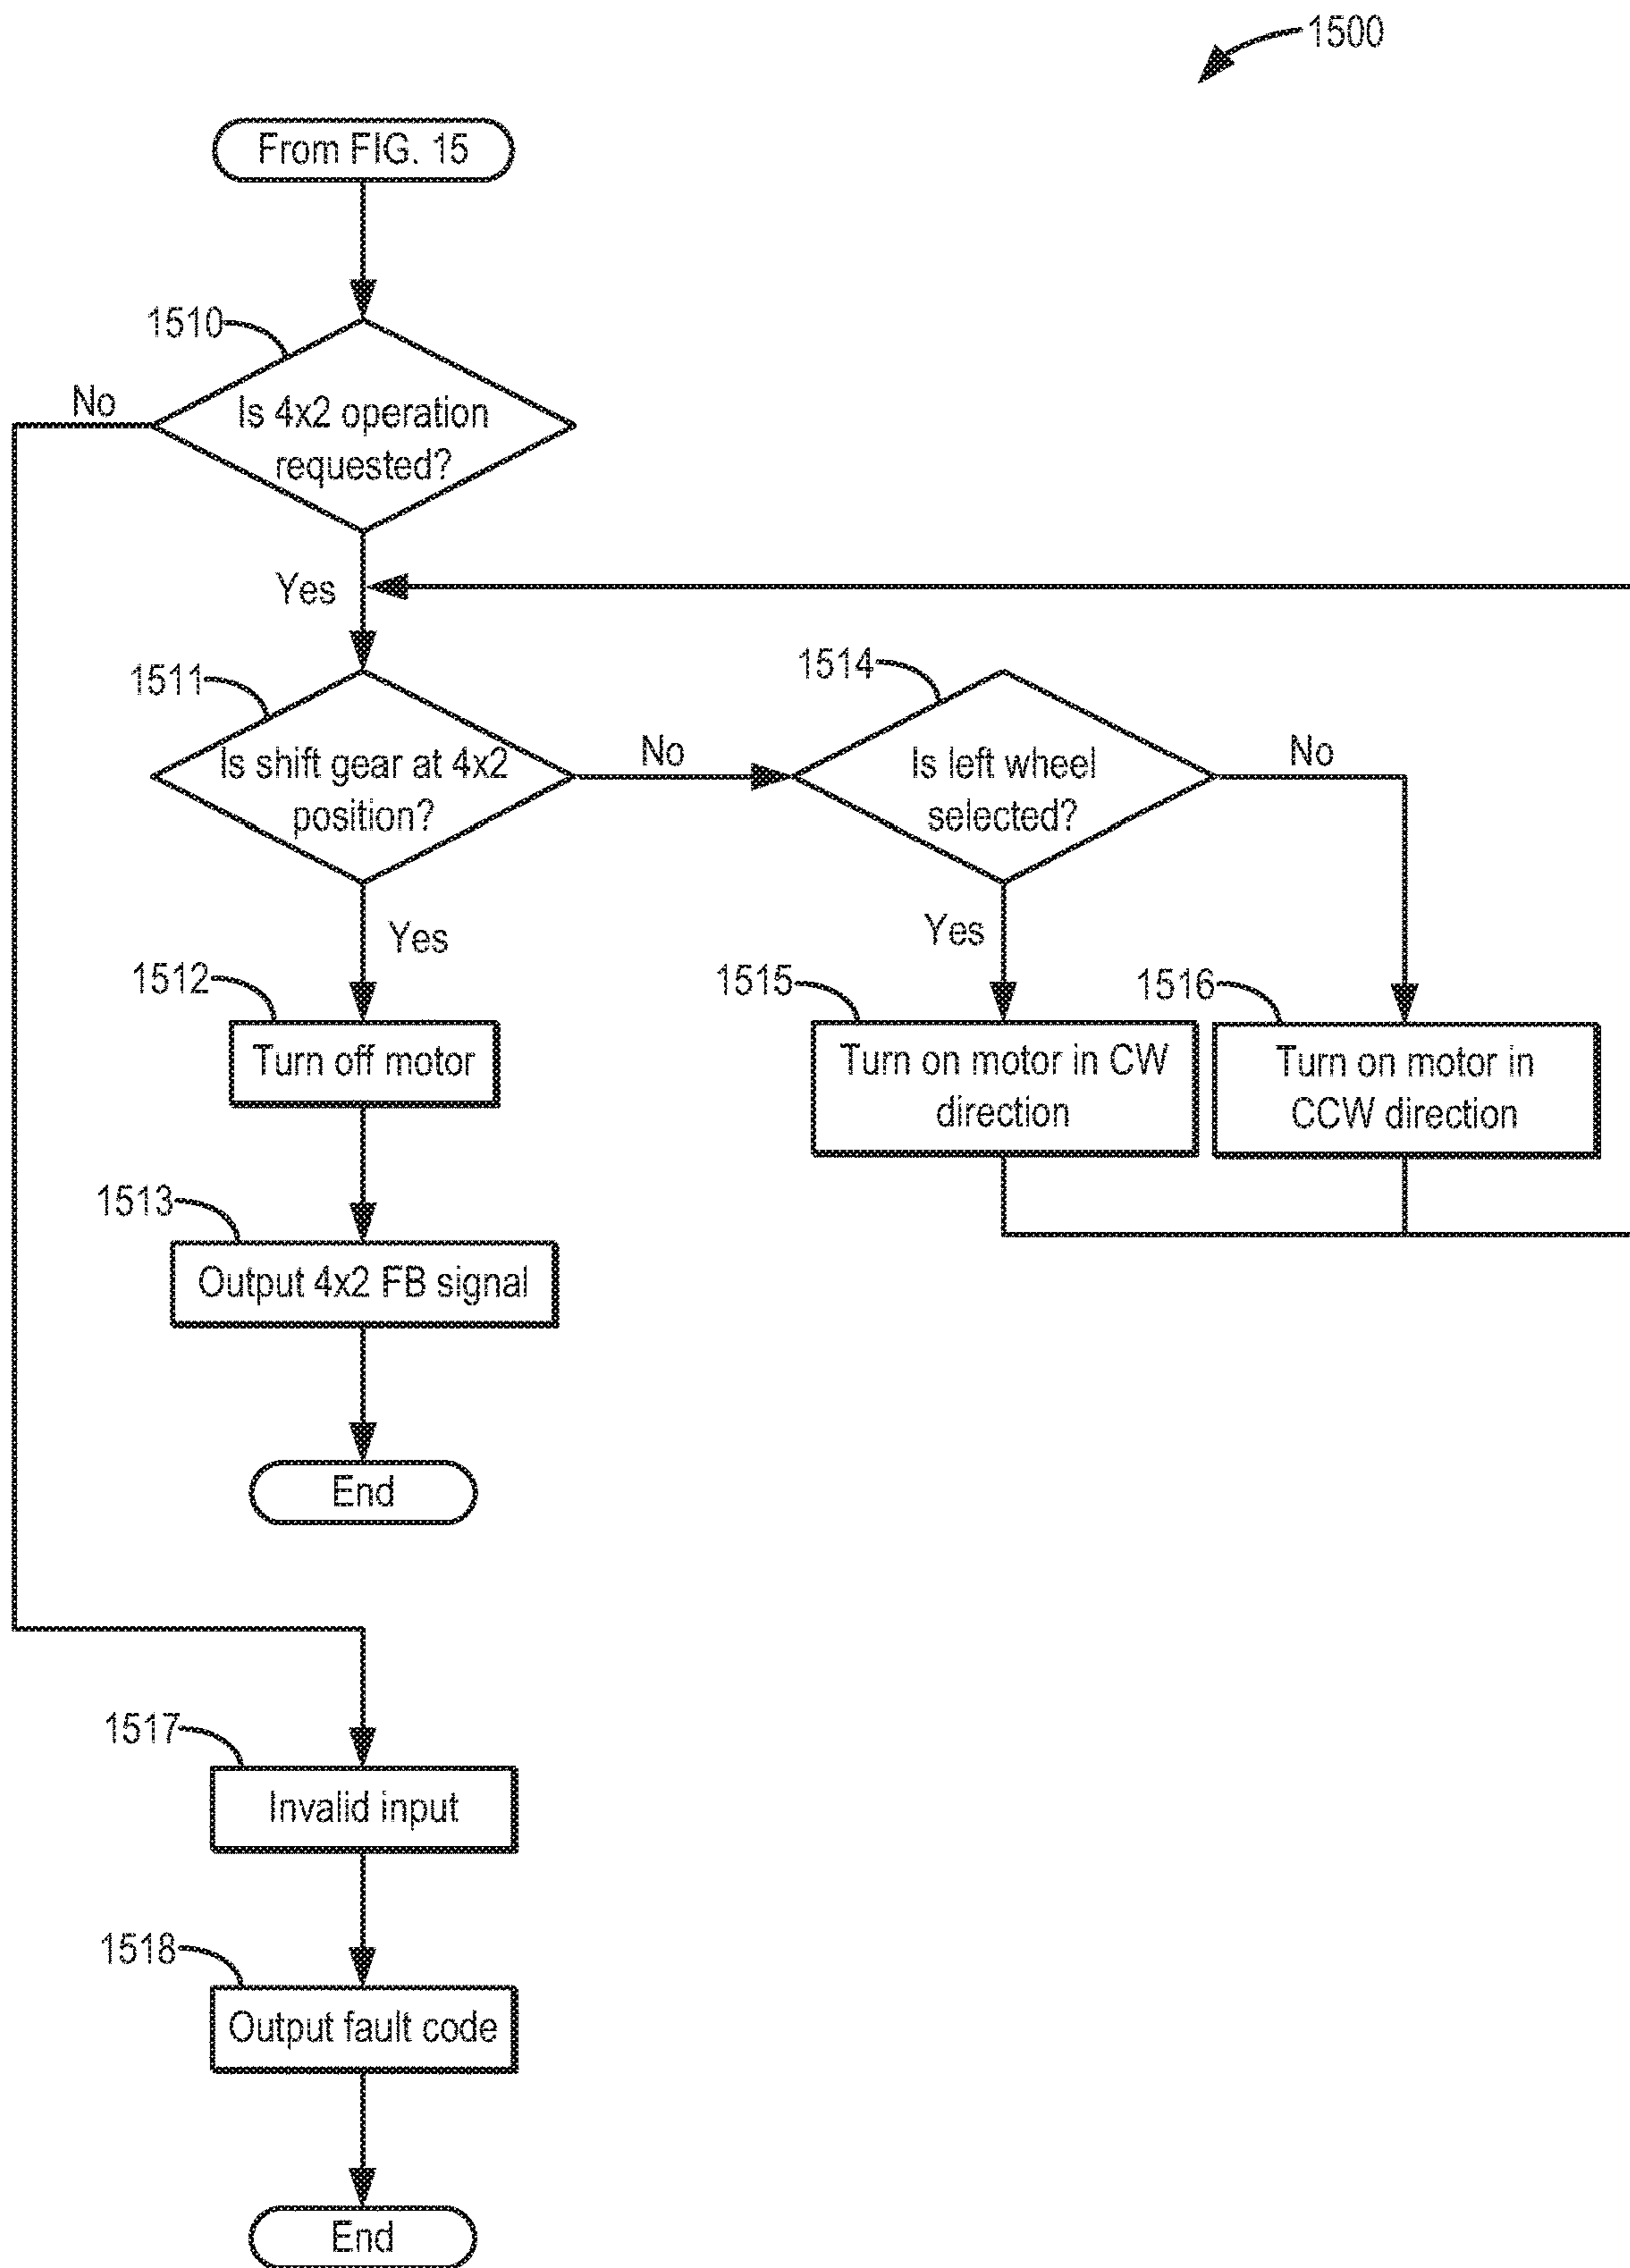 1500
From FIG. 15
1510
No
Is 4x2 operation
requested?
Yes
1511
Is shift gear at 4x2
position?
No
1514
Is left wheel
selected?
No
Yes
Yes
1512
Turn off motor
1515
Turn on motor in CW
direction
1516
Turn on motor in
CCW direction
1513
Output 4x2 FB signal
End
1517
Invalid input
1518
Output fault code
End